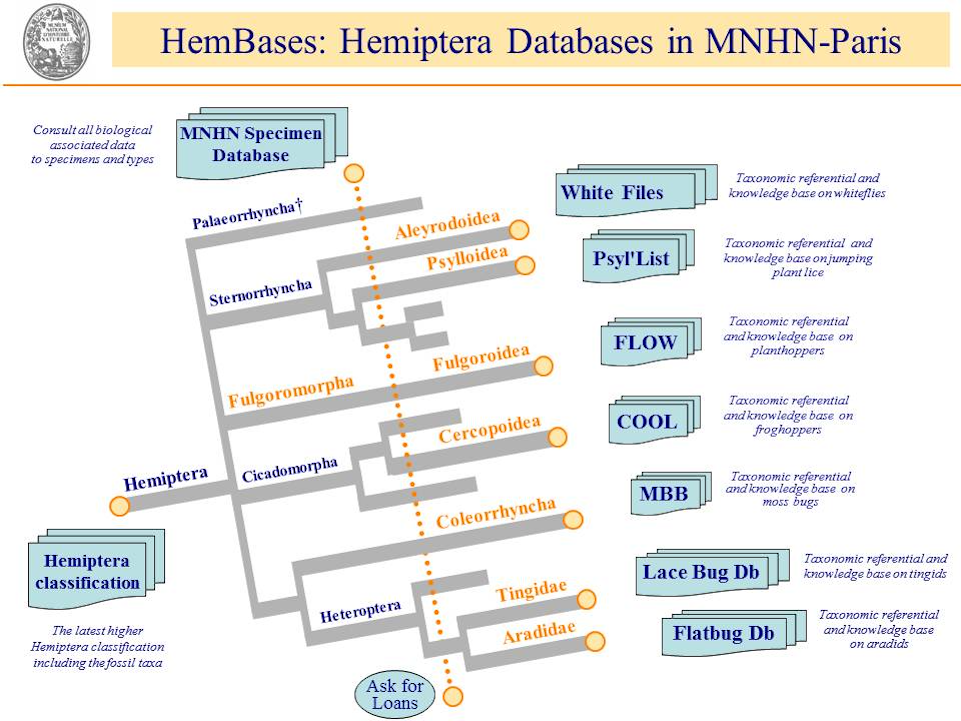 MUSEUM
NATIONAL
D'HISTOIRE
NATURELLE
HemBases: Hemiptera Databases in MNHN-Paris
Consult all biological
associated data
to specimens and types
MNHN Specimen
Database
Palaeorrhyncha†
Aleyrodoidea
White Files
Taxonomic referential and
knowledge base on whiteflies
Psylloidea
Psyl'List
Taxonomic referential and
knowledge base on jumping
plant lice
Sternorrhyncha
FLOW
Taxonomic referential
and knowledge base on
planthoppers
Fulgoromorpha
Fulgoroidea
COOL
Taxonomic referential
and knowledge base on
froghoppers
Cercopoidea
Hemiptera
Cicadomorpha
MBB
Taxonomic referential
and knowledge base on
moss bugs
Coleorrhyncha
Hemiptera
classification
Lace Bug Db
Taxonomic referential and
knowledge base on tingids
Heteroptera
Tingidae
Aradidae
Flatbug Db
Taxonomic referential
and knowledge base
on aradids
The latest higher
Hemiptera classification
including the fossil taxa
Ask for
Loans